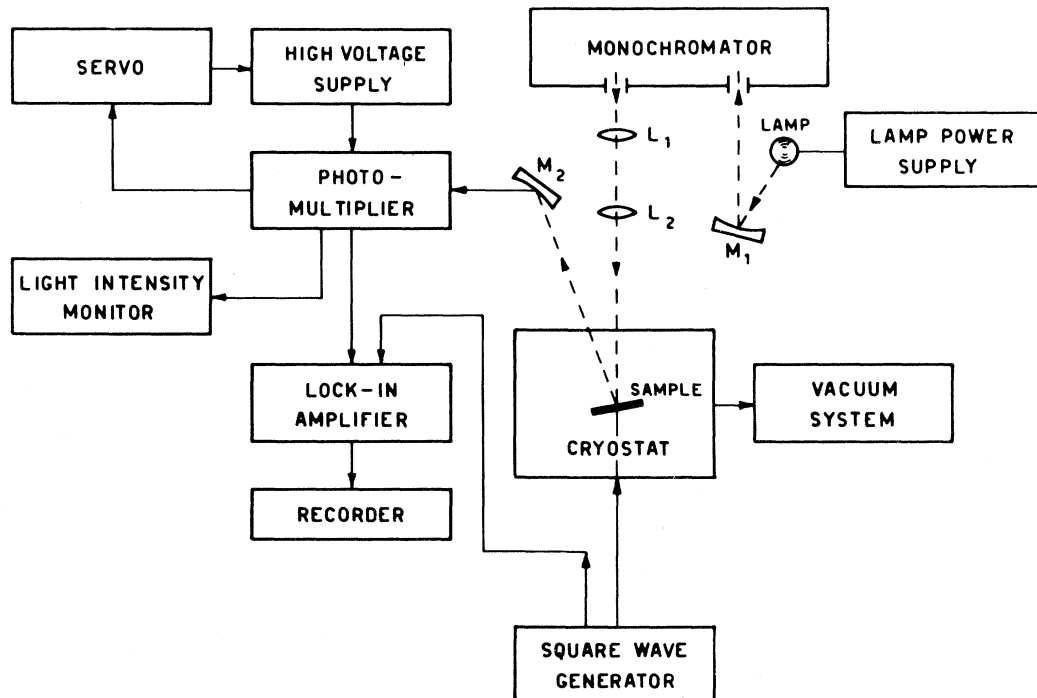 MONOCHROMATOR
SERVO
HIGH VOLTAGE
SUPPLY
LAMP
LAMP POWER
SUPPLY
L1
PHOTO-
MULTIPLIER
M2
L2
M1
LIGHT INTENSITY
MONITOR
SAMPLE
CRYOSTAT
VACUUM
SYSTEM
LOCK-IN
AMPLIFIER
RECORDER
SQUARE WAVE
GENERATOR